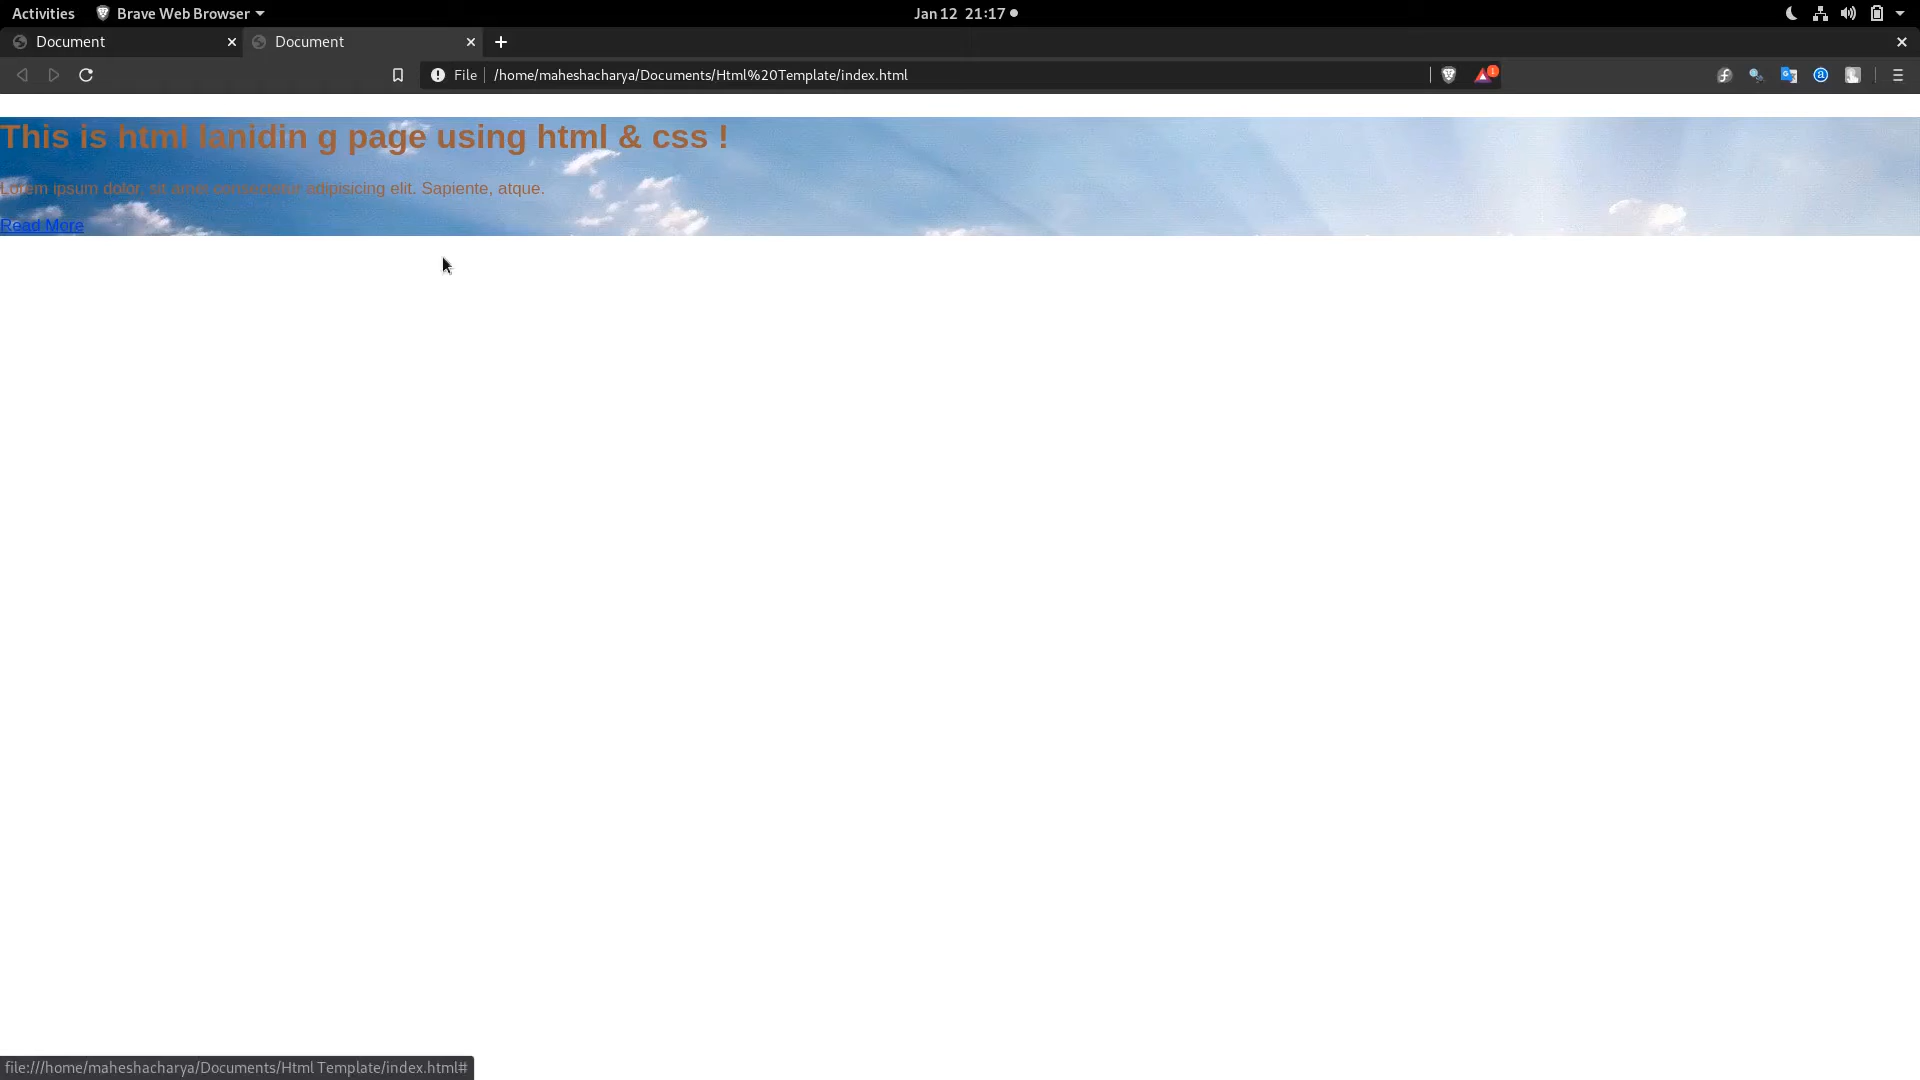 Activities
Brave Web Browser
Jan 12 21:17
Document
Document
File
/home/maheshacharya/Documents/Html%20Template/index.html
1
This is html lanidin g page using html & css !
Lorem ipsum dolor, sit amet consectetur adipisicing elit. Sapiente, atque.
Read More
file:///home/maheshacharya/Documents/Html Template/index.html#